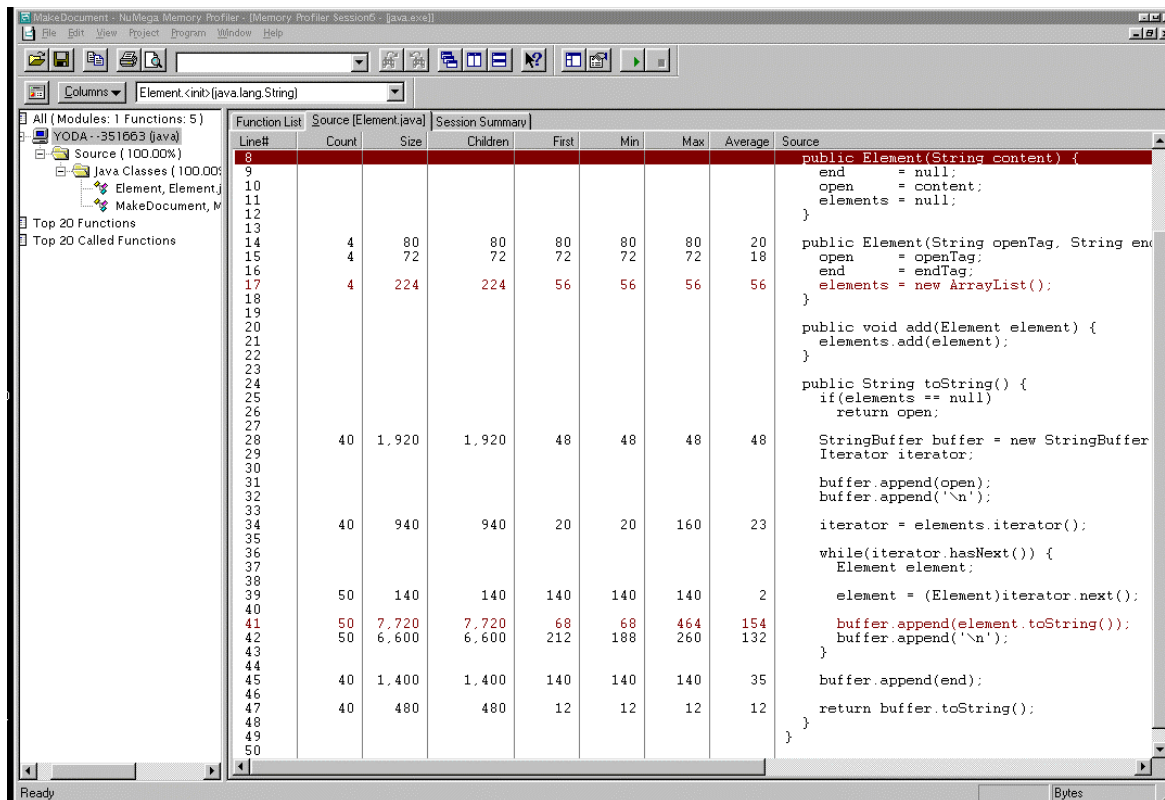 MakeDocument - NuMega Memory Profiler - [Memory Profiler Session6 - [java.exe]]
File Edit View Project Program Window Help
Columns
Element.<init>(java.lang.String)
All (Modules: 1 Functions: 5)
YODA--351663 (java)
Source (100.00%)
Java Classes (100.00%
Element, Element.j
MakeDocument, M
Top 20 Functions
Top 20 Called Functions
Function List Source [Element.java] Session Summary
Line# Count Size Children First Min Max Average Source
8 public Element(String content) {
9 end = null;
10 open = content;
11 elements = null;
12 }
13
14 4 80 80 80 80 80 20 public Element(String openTag, String end
15 4 72 72 72 72 72 18 open = openTag;
16 end = endTag;
17 4 224 224 56 56 56 56 elements = new ArrayList();
18 }
19
20 public void add(Element element) {
21 elements.add(element);
22 }
23
24 public String toString() {
25 if(elements == null)
26 return open;
27
28 40 1,920 1,920 48 48 48 48 StringBuffer buffer = new StringBuffer
29 Iterator iterator;
30
31 buffer.append(open);
32 buffer.append('\n');
33
34 40 940 940 20 20 160 23 iterator = elements.iterator();
35
36 while(iterator.hasNext()) {
37 Element element;
38
39 50 140 140 140 140 140 2 element = (Element)iterator.next();
40
41 50 7,720 7,720 68 68 464 154 buffer.append(element.toString());
42 50 6,600 6,600 212 188 260 132 buffer.append('\n');
43 }
44
45 40 1,400 1,400 140 140 140 35 buffer.append(end);
46
47 40 480 480 12 12 12 12 return buffer.toString();
48 }
49 }
50
Ready Bytes